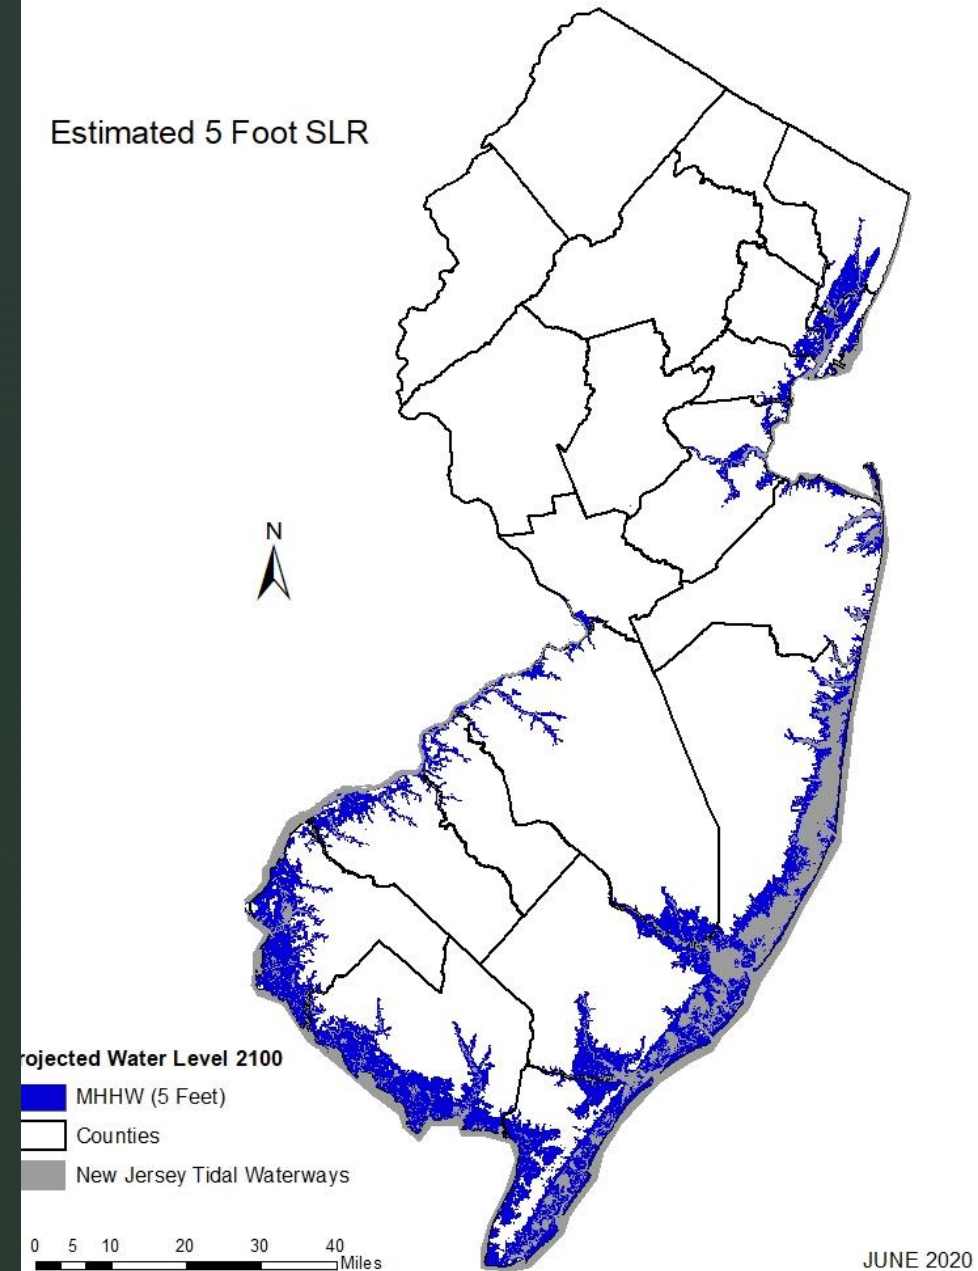 Estimated 5 Foot SLR
N
rojected Water Level 2100
MHHW (5 Feet)
Counties
New Jersey Tidal Waterways
0 5 10 20 30 40
Miles
JUNE 2020